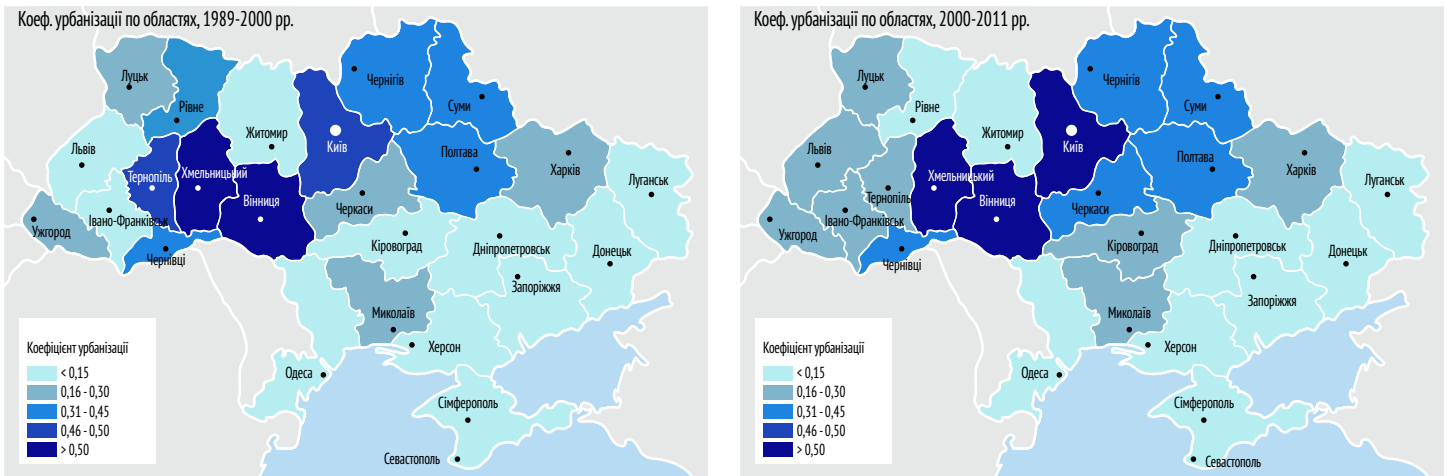 Коеф. урбанізації по областях, 1989-2000 рр.
Луцьк
Рівне
Чернігів
Суми
Житомир
Київ
Львів
Полтава
Харків
Тернопіль
Хмельницький
Луганськ
Вінниця
Черкаси
Івано-Франківськ
Ужгород
Кіровоград
Дніпропетровськ
Донецьк
Чернівці
Запоріжжя
Миколаїв
Херсон
Одеса
Сімферополь
Севастополь
Коефіцієнт урбанізації
< 0,15
0,16 - 0,30
0,31 - 0,45
0,46 - 0,50
> 0,50
Коеф. урбанізації по областях, 2000-2011 рр.
Луцьк
Рівне
Чернігів
Суми
Житомир
Київ
Львів
Полтава
Харків
Хмельницький
Луганськ
Тернопіль
Вінниця
Черкаси
Івано-Франківськ
Ужгород
Кіровоград
Дніпропетровськ
Донецьк
Чернівці
Запоріжжя
Миколаїв
Херсон
Одеса
Сімферополь
Севастополь
Коефіцієнт урбанізації
< 0,15
0,16 - 0,30
0,31 - 0,45
0,46 - 0,50
> 0,50